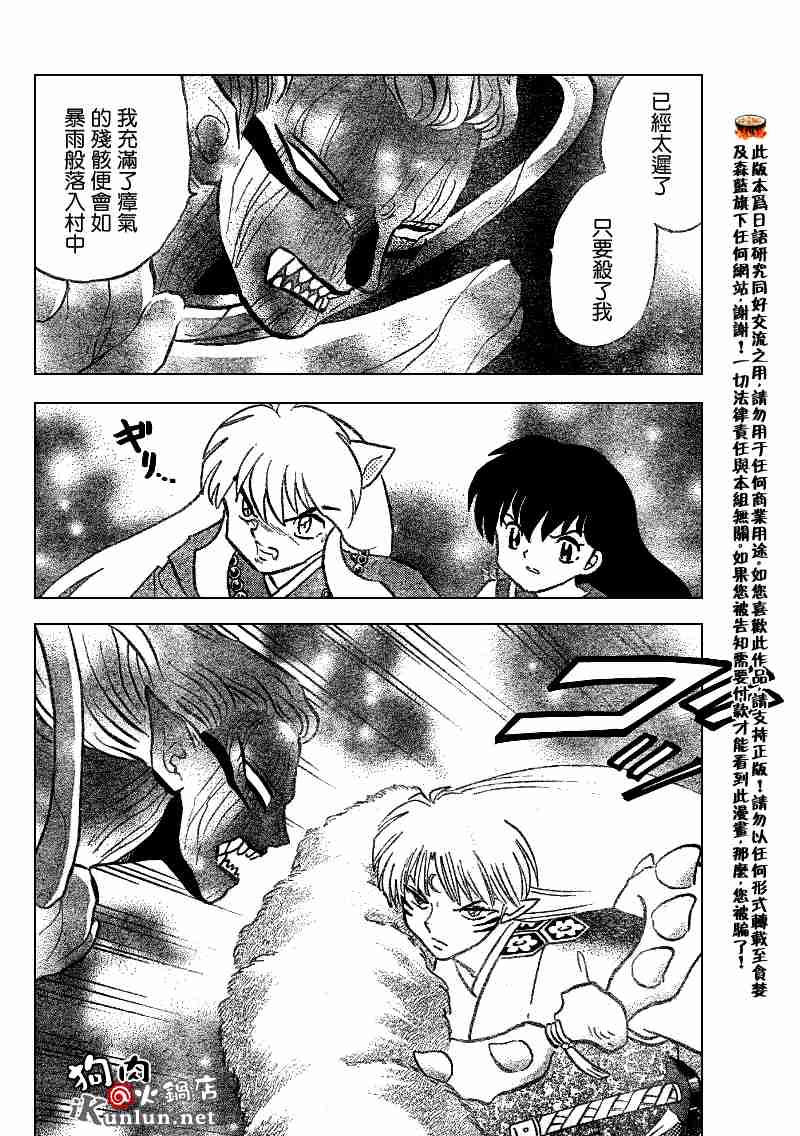 已經太遲了
只要殺了我
我充滿了瘴氣
的殘骸便會如
暴雨般落入村中
ギリ…
ゴォ
此版本爲日語研究同好交流之用，請勿用于任何商業用途。如您喜歡此作品，請支持正版！請勿以任何形式轉載至貪婪
及森藍旗下任何網站，謝謝！一切法律責任與本組無關。如果您被告知需要付款才能看到此漫畫，那麼，您被騙了！
狗肉火鍋店
iKunlun.net